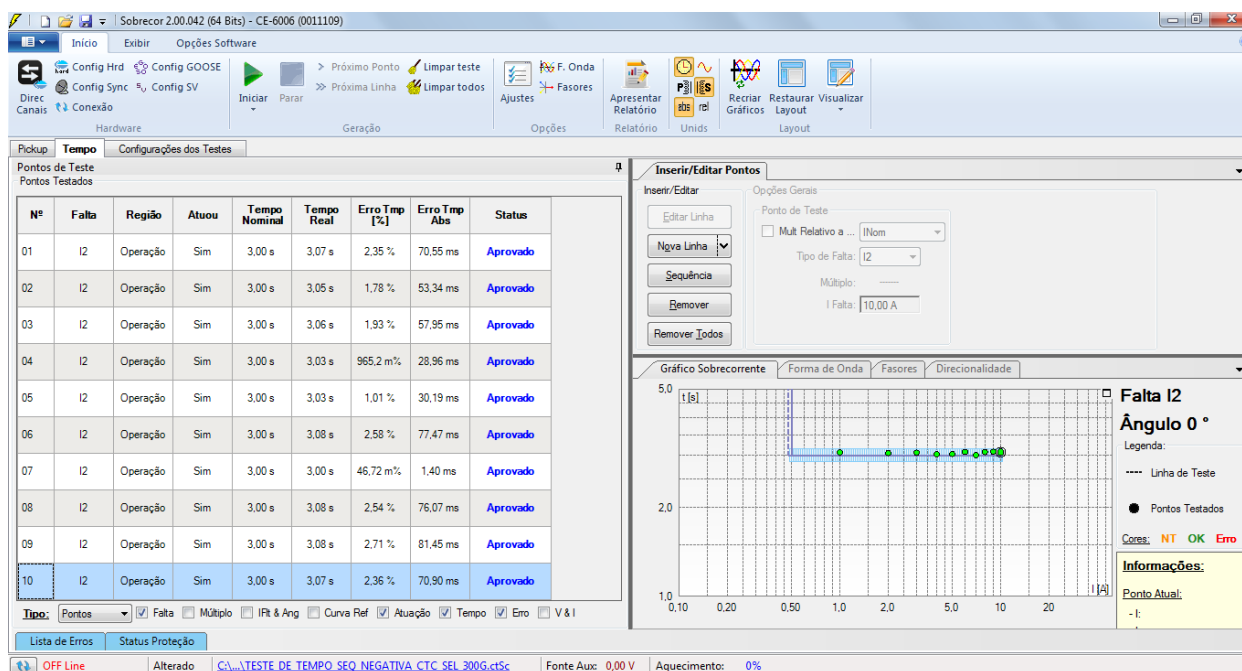 Sobrecor 2.00.042 (64 Bits) - CE-6006 (0011109)
Início Exibir Opções Software
Direc Canais
Config Hrd Config GOOSE
Config Sync Config SV
Conexão
Hardware
Iniciar Parar
Próximo Ponto Limpar teste
Próxima Linha Limpar todos
Geração
Ajustes
F. Onda
Fasores
Opções
Apresentar Relatório
Relatório
abs rel
Unids
Recriar Gráficos
Restaurar Layout
Visualizar
Layout
Pickup Tempo Configurações dos Testes
Pontos de Teste
Pontos Testados
Nº Falta Região Atuou Tempo Nominal Tempo Real Erro Tmp [%] Erro Tmp Abs Status
01 I2 Operação Sim 3,00 s 3,07 s 2,35 % 70,55 ms Aprovado
02 I2 Operação Sim 3,00 s 3,05 s 1,78 % 53,34 ms Aprovado
03 I2 Operação Sim 3,00 s 3,06 s 1,93 % 57,95 ms Aprovado
04 I2 Operação Sim 3,00 s 3,03 s 965,2 m% 28,96 ms Aprovado
05 I2 Operação Sim 3,00 s 3,03 s 1,01 % 30,19 ms Aprovado
06 I2 Operação Sim 3,00 s 3,08 s 2,58 % 77,47 ms Aprovado
07 I2 Operação Sim 3,00 s 3,00 s 46,72 m% 1,40 ms Aprovado
08 I2 Operação Sim 3,00 s 3,08 s 2,54 % 76,07 ms Aprovado
09 I2 Operação Sim 3,00 s 3,08 s 2,71 % 81,45 ms Aprovado
10 I2 Operação Sim 3,00 s 3,07 s 2,36 % 70,90 ms Aprovado
Tipo: Pontos Falta Múltiplo IFlt & Ang Curva Ref Atuação Tempo Erro V & I
Lista de Erros Status Proteção
Inserir/Editar Pontos
Inserir/Editar
Editar Linha
Nova Linha
Sequência
Remover
Remover Todos
Opções Gerais
Ponto de Teste
Mult Relativo a ... INom
Tipo de Falta: I2
Múltiplo: -----
I Falta: 10,00 A
Gráfico Sobrecorrente Forma de Onda Fasores Direcionalidade
t [s]
5,0
2,0
1,0
0,10 0,20 0,50 1,0 2,0 5,0 10 20
I [A]
Falta I2
Ângulo 0 °
Legenda:
---- Linha de Teste
Pontos Testados
Cores: NT OK Erro
Informações:
Ponto Atual:
- I:
OFF Line Alterado C:\...\TESTE_DE_TEMPO_SEQ_NEGATIVA_CTC_SEL_300G.ctSc Fonte Aux: 0,00 V Aquecimento: 0%